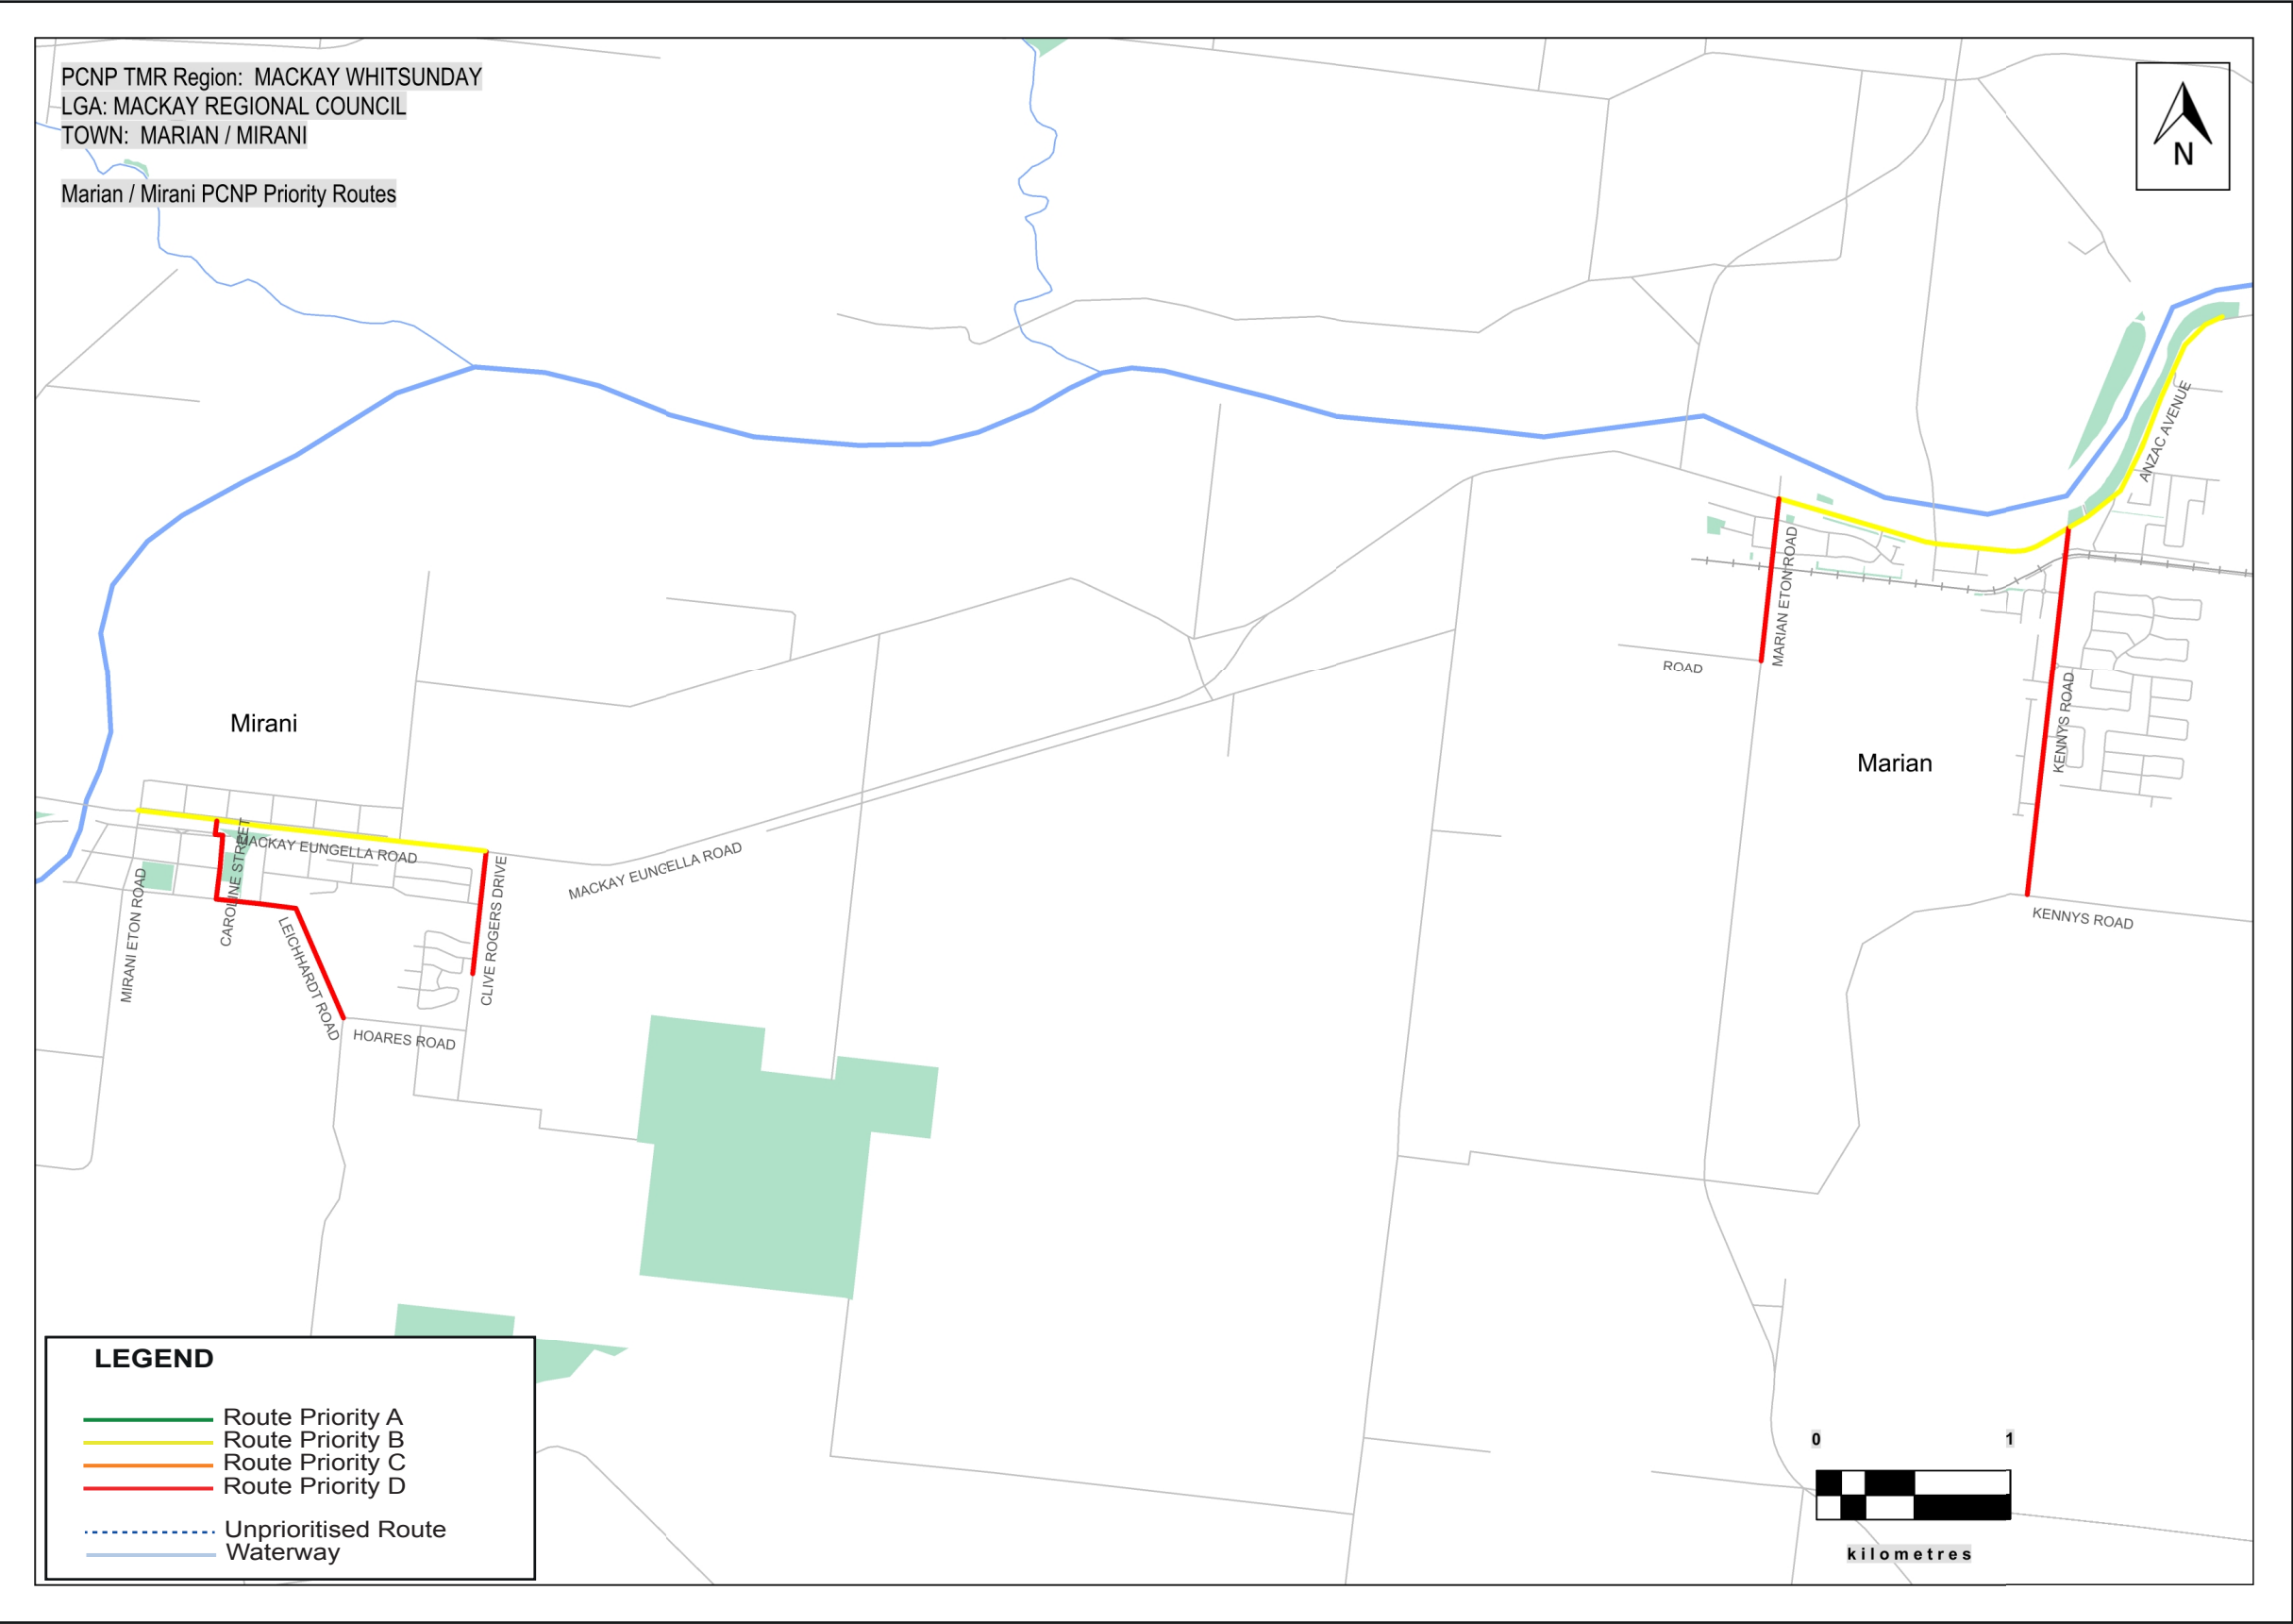 PCNP TMR Region:  MACKAY WHITSUNDAY
LGA: MACKAY REGIONAL COUNCIL
TOWN:  MARIAN / MIRANI
Marian / Mirani PCNP Priority Routes
N
ANZAC AVENUE
MARIAN ETON ROAD
ROAD
KENNYS ROAD
Mirani
Marian
MACKAY EUNGELLA ROAD
MACKAY EUNGELLA ROAD
CAROLINE STREET
MIRANI ETON ROAD
CLIVE ROGERS DRIVE
LEICHHARDT ROAD
HOARES ROAD
KENNYS ROAD
LEGEND
Route Priority A
Route Priority B
Route Priority C
Route Priority D
Unprioritised Route
Waterway
0 1
kilometres